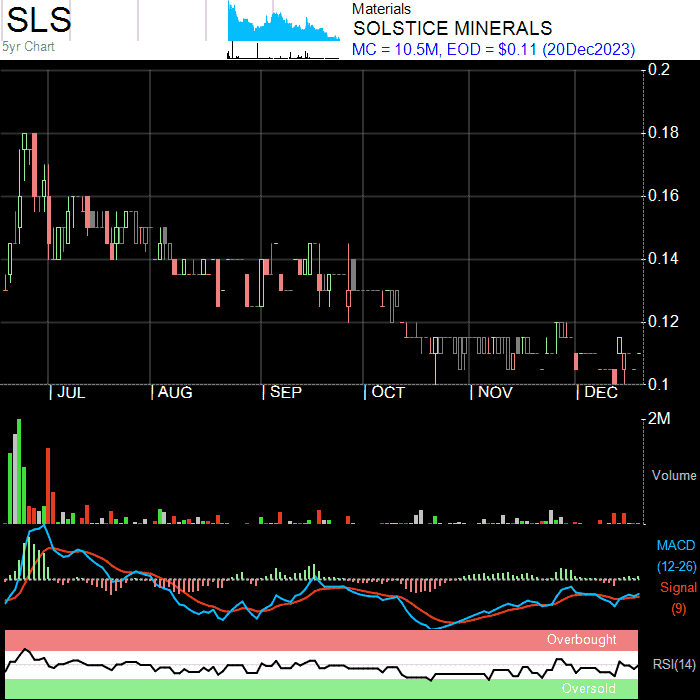 SLS
5yr Chart
Materials
SOLSTICE MINERALS
MC = 10.5M, EOD = $0.11 (20Dec2023)
0.2
0.18
0.16
0.14
0.12
0.1
JUL AUG SEP OCT NOV DEC
2M
Volume
MACD
(12-26)
Signal
(9)
Overbought
RSI(14)
Oversold